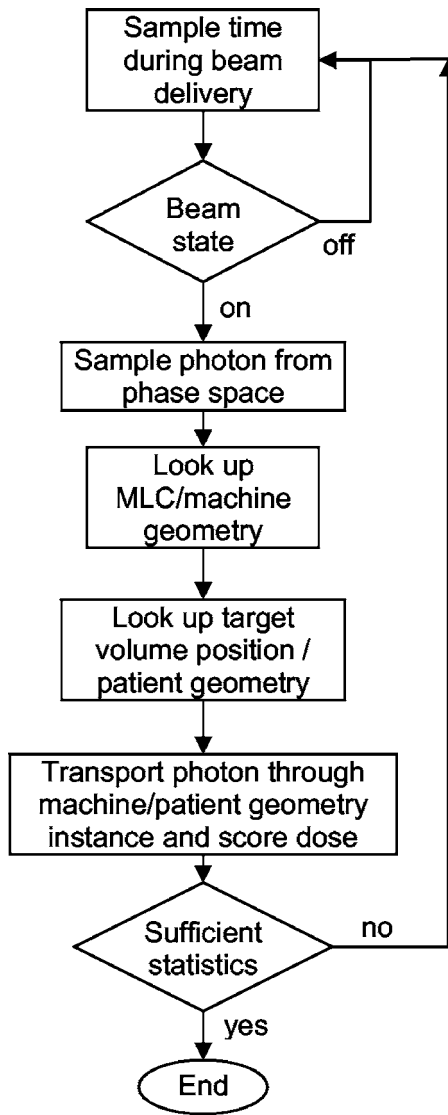 Sample time
during beam
delivery
Beam
state
off
on
Sample photon from
phase space
Look up
MLC/machine
geometry
Look up target
volume position /
patient geometry
Transport photon through
machine/patient geometry
instance and score dose
Sufficient
statistics
no
yes
End